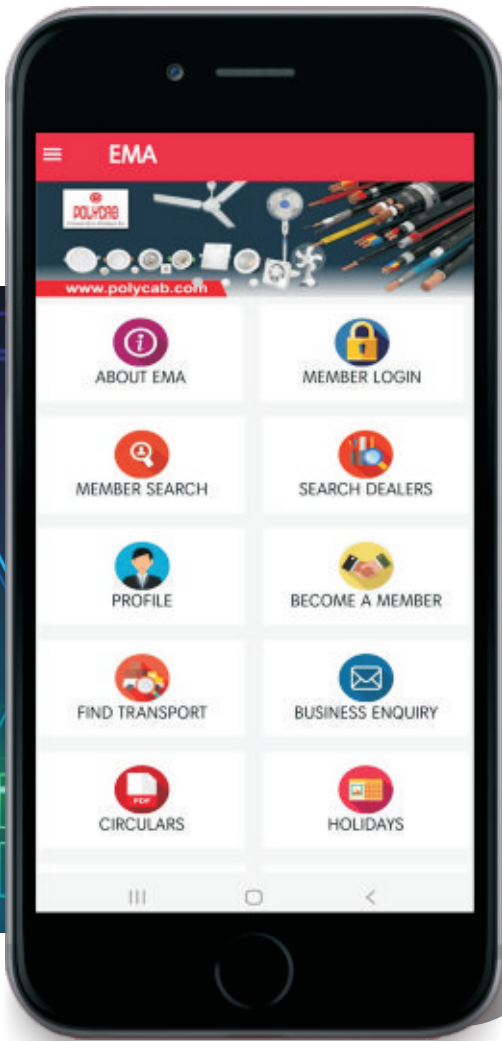 EMA
POLYCAB
www.polycab.com
ABOUT EMA
MEMBER LOGIN
MEMBER SEARCH
SEARCH DEALERS
PROFILE
BECOME A MEMBER
FIND TRANSPORT
BUSINESS ENQUIRY
PDF
CIRCULARS
HOLIDAYS